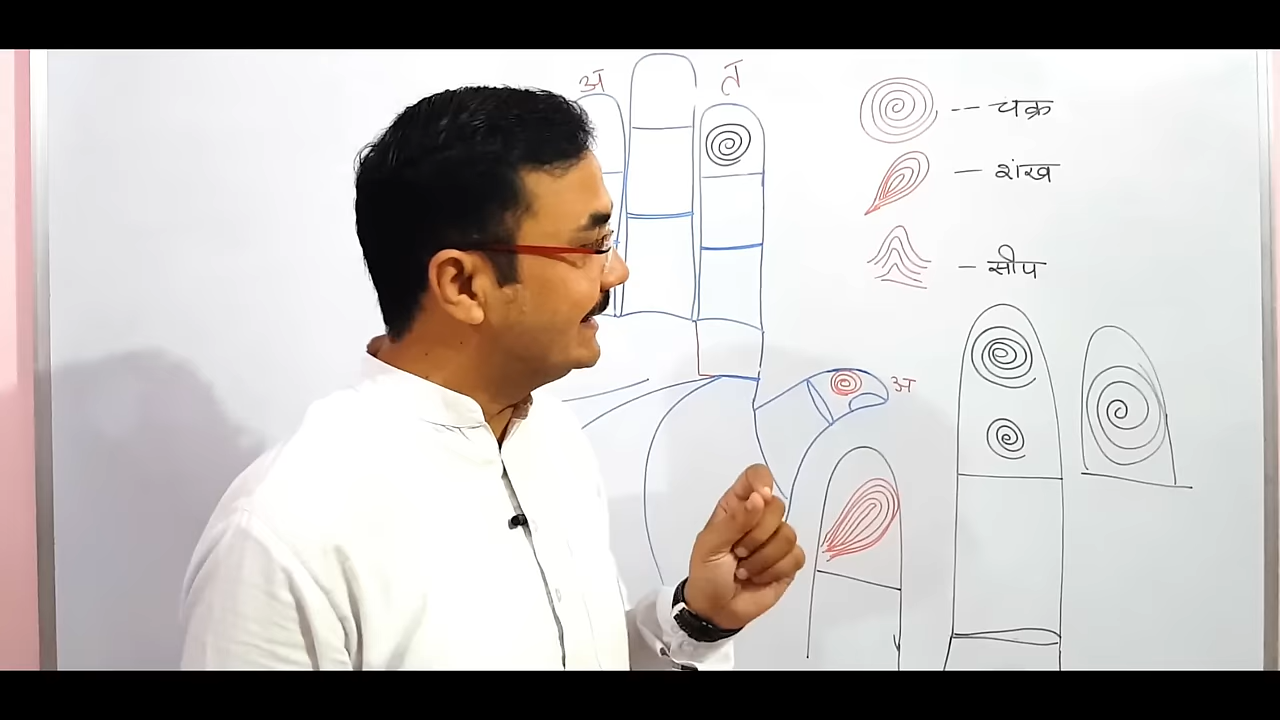 अ
त
-- चक्र
- शंख
- सीप
अ